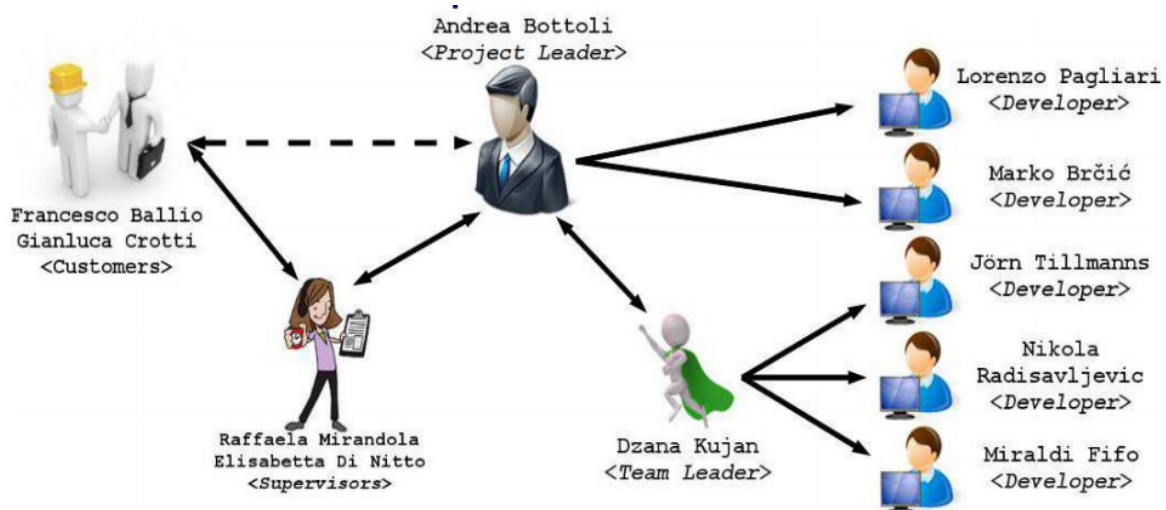 Andrea Bottoli
<Project Leader>
Francesco Ballio
Gianluca Crotti
<Customers>
Raffaela Mirandola
Elisabetta Di Nitto
<Supervisors>
Dzana Kujan
<Team Leader>
Lorenzo Pagliari
<Developer>
Marko Brčić
<Developer>
Jörn Tillmanns
<Developer>
Nikola
Radisavljevic
<Developer>
Miraldi Fifo
<Developer>